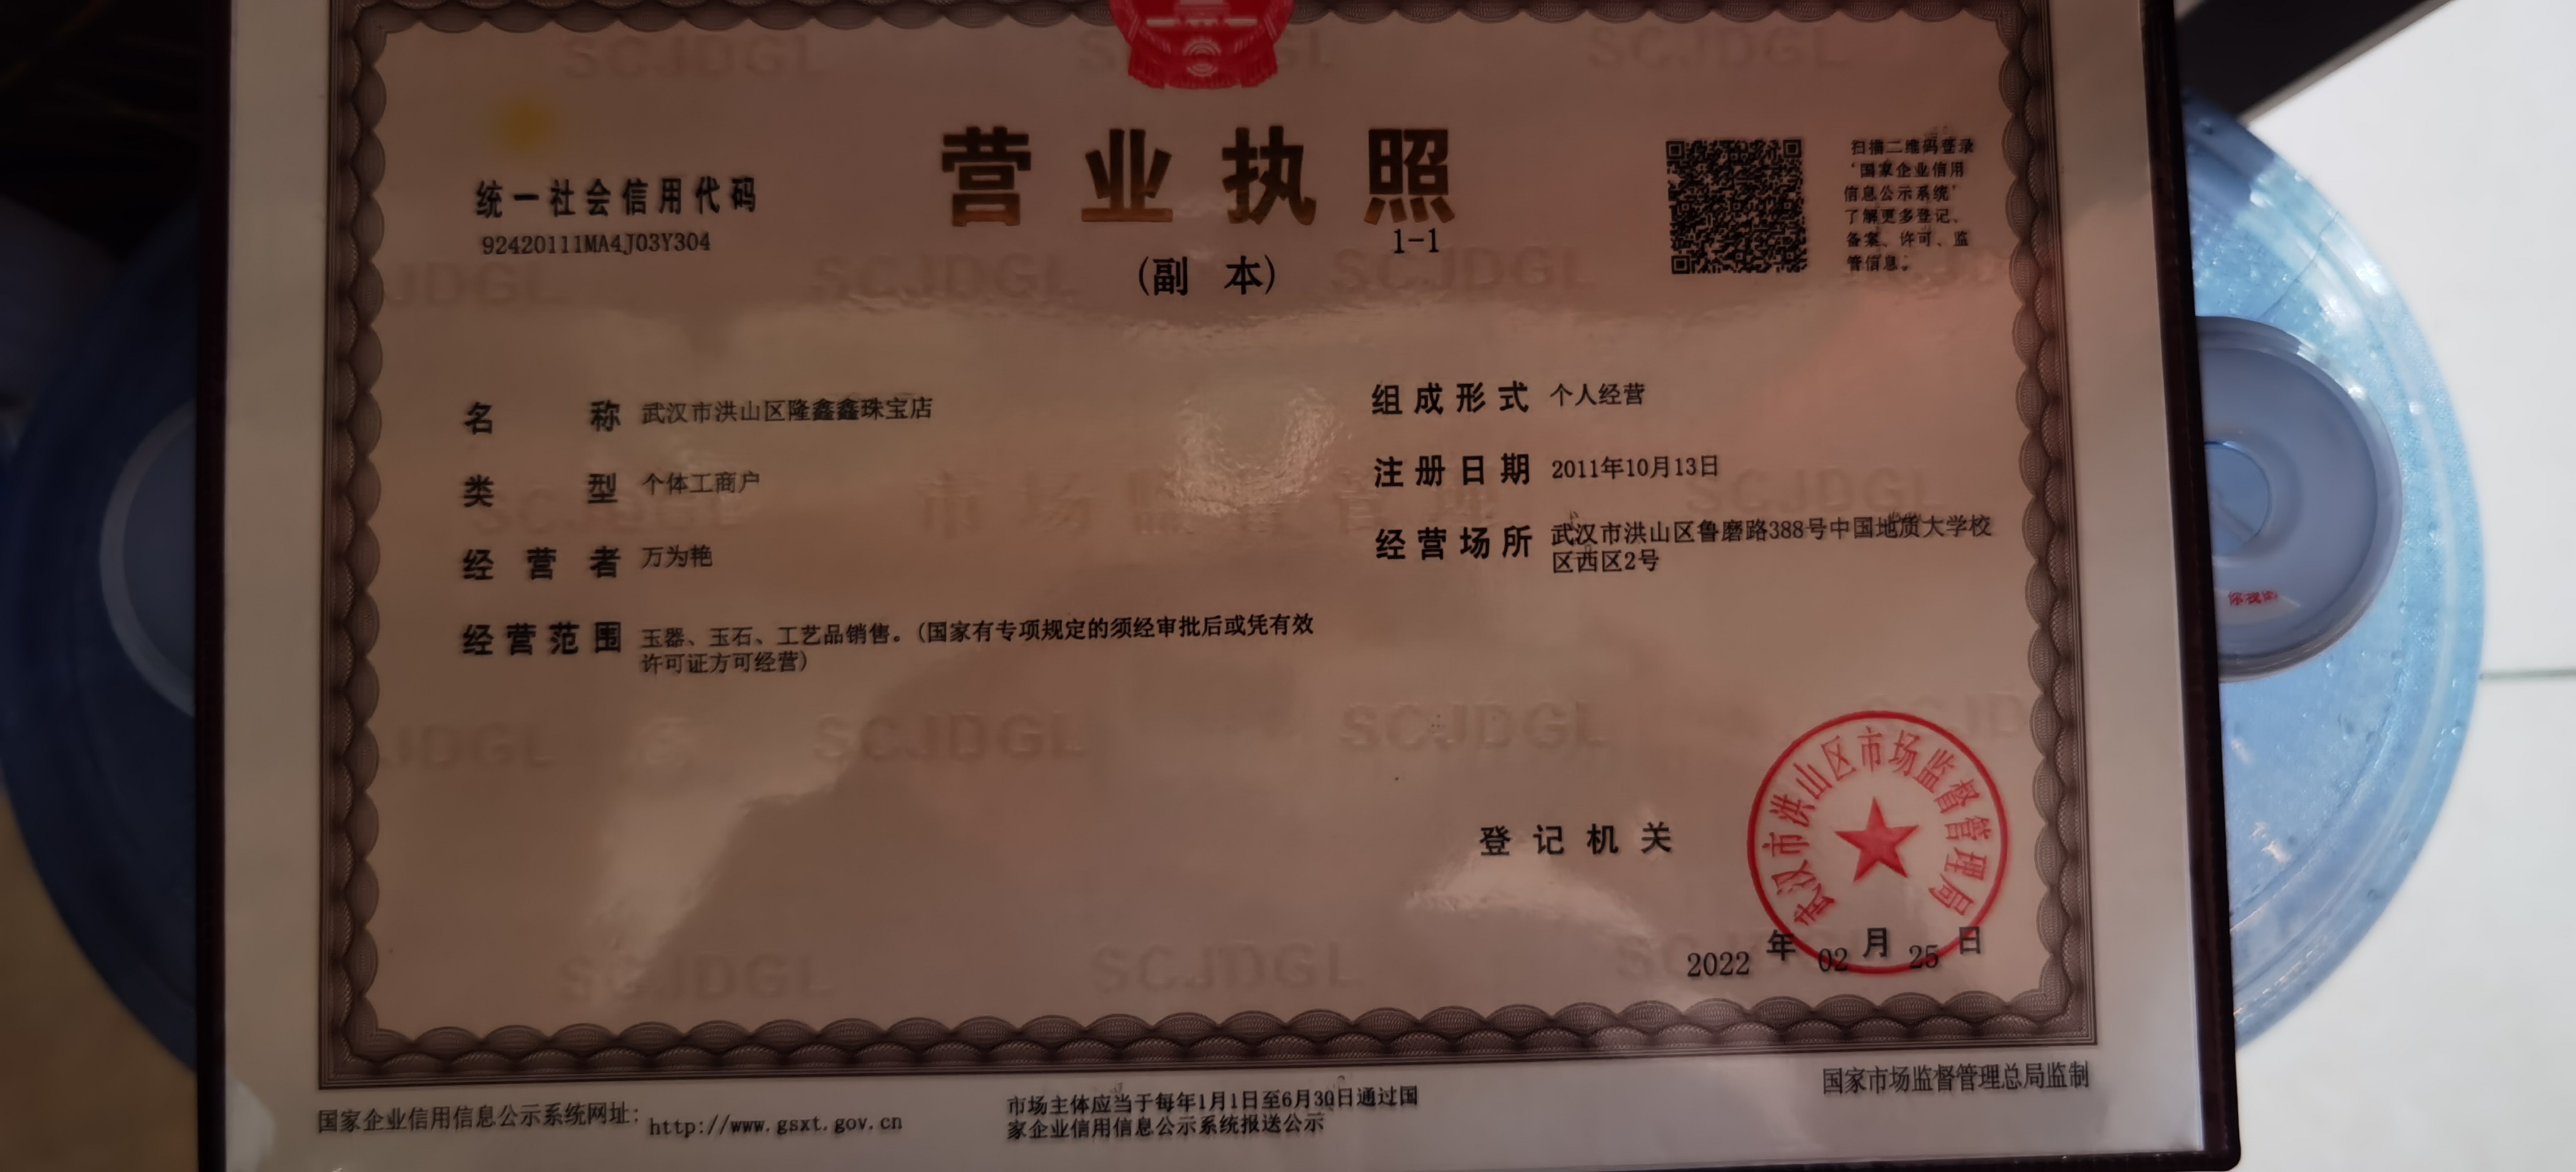 营业执照
1-1
(副 本)
统一社会信用代码
92420111MA4J03Y304
扫描二维码登录
‘国家企业信用
信息公示系统’
了解更多登记、
备案、许可、监
管信息。
名 称 武汉市洪山区隆鑫鑫珠宝店
类 型 个体工商户
经 营 者 万为艳
经营范围 玉器、玉石、工艺品销售。(国家有专项规定的须经审批后或凭有效
许可证方可经营)
组成形式 个人经营
注册日期 2011年10月13日
经营场所 武汉市洪山区鲁磨路388号中国地质大学校
区西区2号
市场监督管理
SCJDGL
登记机关
武汉市洪山区市场监督管理局
2022 年 02 月 25 日
国家企业信用信息公示系统网址: http://www.gsxt.gov.cn
市场主体应当于每年1月1日至6月30日通过国
家企业信用信息公示系统报送公示
国家市场监督管理总局监制